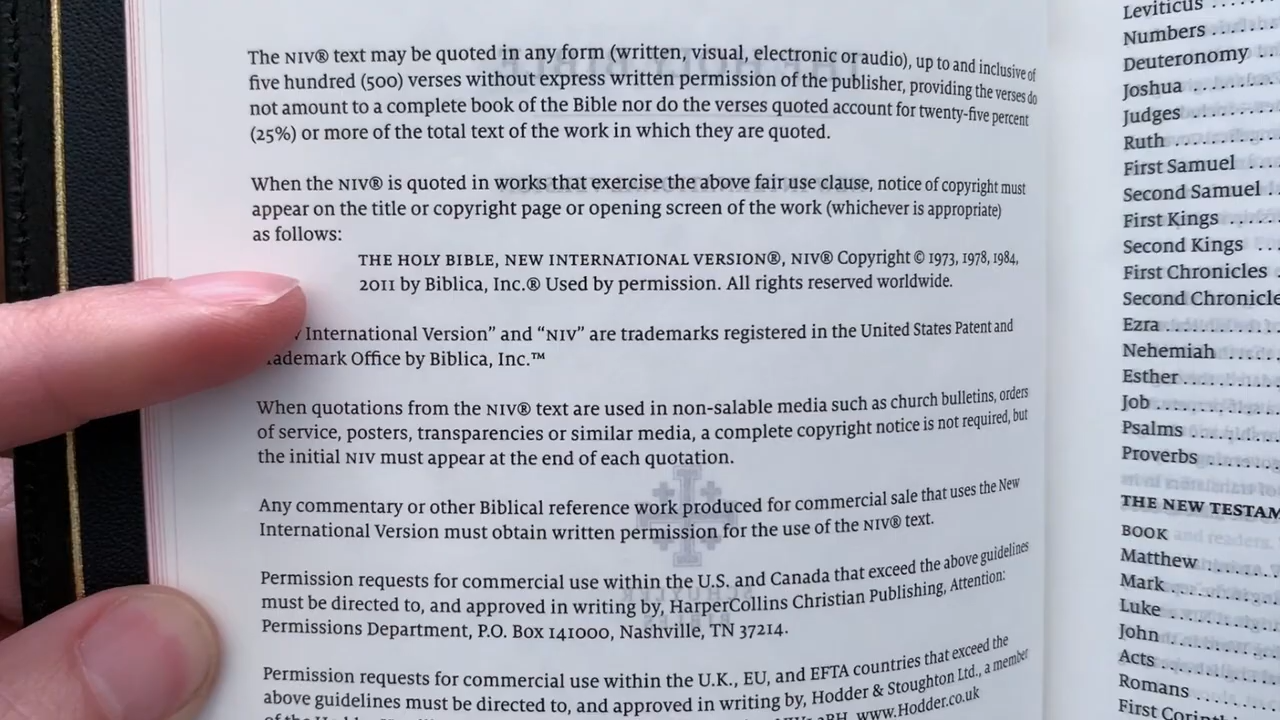 The NIV® text may be quoted in any form (written, visual, electronic or audio), up to and inclusive of
five hundred (500) verses without express written permission of the publisher, providing the verses do
not amount to a complete book of the Bible nor do the verses quoted account for twenty-five percent
(25%) or more of the total text of the work in which they are quoted.
When the NIV® is quoted in works that exercise the above fair use clause, notice of copyright must
appear on the title or copyright page or opening screen of the work (whichever is appropriate)
as follows:
THE HOLY BIBLE, NEW INTERNATIONAL VERSION®, NIV® Copyright © 1973, 1978, 1984,
2011 by Biblica, Inc.® Used by permission. All rights reserved worldwide.
International Version” and “NIV” are trademarks registered in the United States Patent and
ademark Office by Biblica, Inc.™
When quotations from the NIV® text are used in non-salable media such as church bulletins, orders
of service, posters, transparencies or similar media, a complete copyright notice is not required, but
the initial NIV must appear at the end of each quotation.
Any commentary or other Biblical reference work produced for commercial sale that uses the New
International Version must obtain written permission for the use of the NIV® text.
Permission requests for commercial use within the U.S. and Canada that exceed the above guidelines
must be directed to, and approved in writing by, HarperCollins Christian Publishing, Attention:
Permissions Department, P.O. Box 141000, Nashville, TN 37214.
Permission requests for commercial use within the U.K., EU, and EFTA countries that exceed the
above guidelines must be directed to, and approved in writing by, Hodder & Stoughton Ltd., a member
of the www.Hodder.co.uk
Leviticus
Numbers
Deuteronomy
Joshua
Judges
Ruth
First Samuel
Second Samuel
First Kings
Second Kings
First Chronicles
Second Chronicle
Ezra
Nehemiah
Esther
Job
Psalms
Proverbs
THE NEW TESTAM
BOOK
Matthew
Mark
Luke
John
Acts
Romans
First Corinth